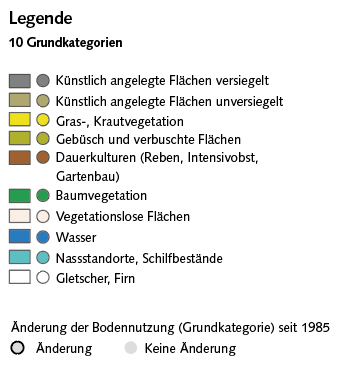 Legende
10 Grundkategorien
Künstlich angelegte Flächen versiegelt
Künstlich angelegte Flächen unversiegelt
Gras-, Krautvegetation
Gebüsch und verbuschte Flächen
Dauerkulturen (Reben, Intensivobst,
Gartenbau)
Baumvegetation
Vegetationslose Flächen
Wasser
Nassstandorte, Schilfbestände
Gletscher, Firn
Änderung der Bodennutzung (Grundkategorie) seit 1985
Änderung Keine Änderung